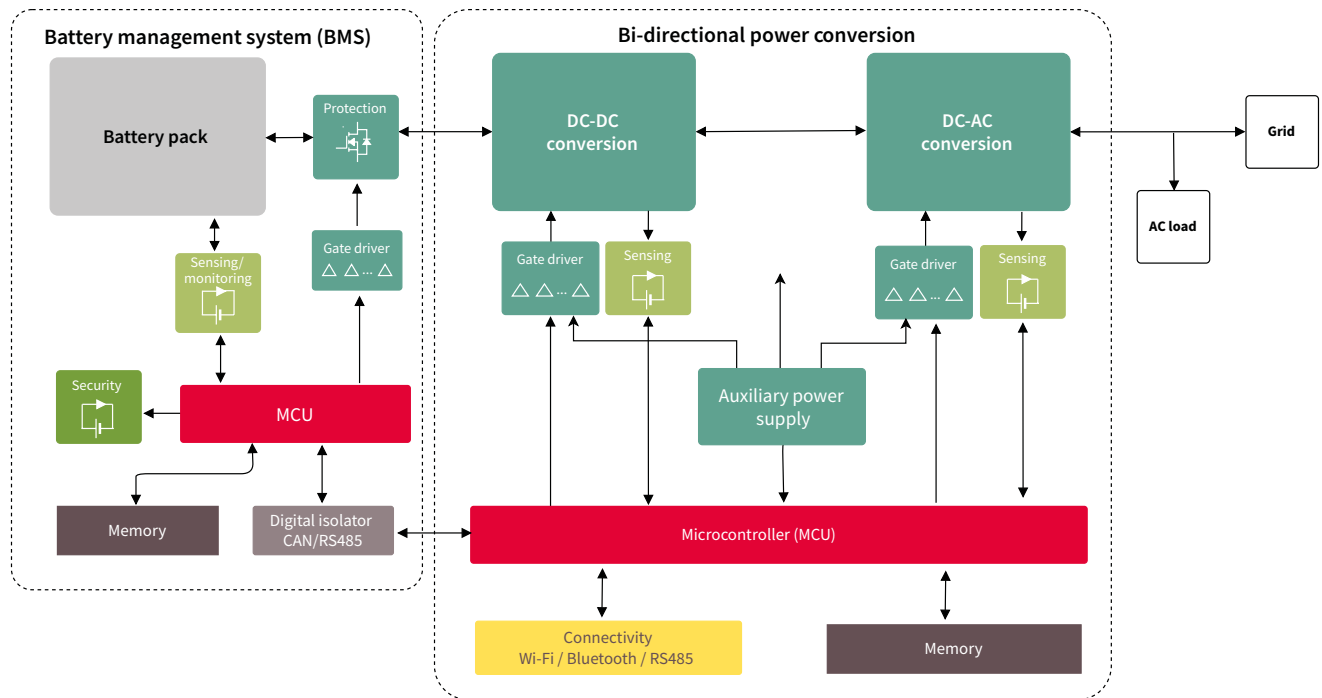 Battery management system (BMS)
Battery pack
Protection
Gate driver
Sensing/
monitoring
Security
MCU
Memory
Digital isolator
CAN/RS485
Bi-directional power conversion
DC-DC
conversion
DC-AC
conversion
Gate driver
Sensing
Gate driver
Sensing
Auxiliary power
supply
Microcontroller (MCU)
Connectivity
Wi-Fi / Bluetooth / RS485
Memory
Grid
AC load